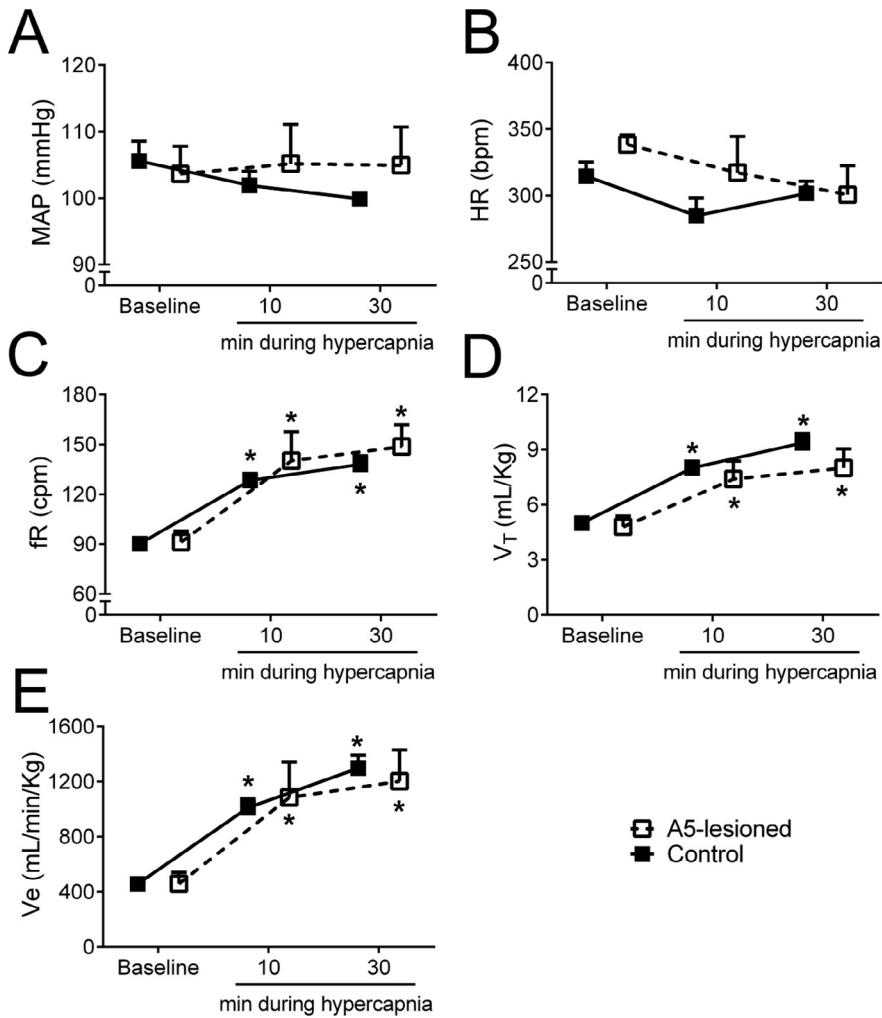 A
120
110
100
90
0
MAP (mmHg)
Baseline 10 30
min during hypercapnia
B
400
350
300
250
0
HR (bpm)
Baseline 10 30
min during hypercapnia
C
180
150
120
90
60
0
fR (cpm)
* * *
*
Baseline 10 30
min during hypercapnia
D
12
9
6
3
0
VT (mL/Kg)
* *
* *
Baseline 10 30
min during hypercapnia
E
1600
1200
800
400
0
Ve (mL/min/Kg)
* *
* *
Baseline 10 30
min during hypercapnia
A5-lesioned
Control